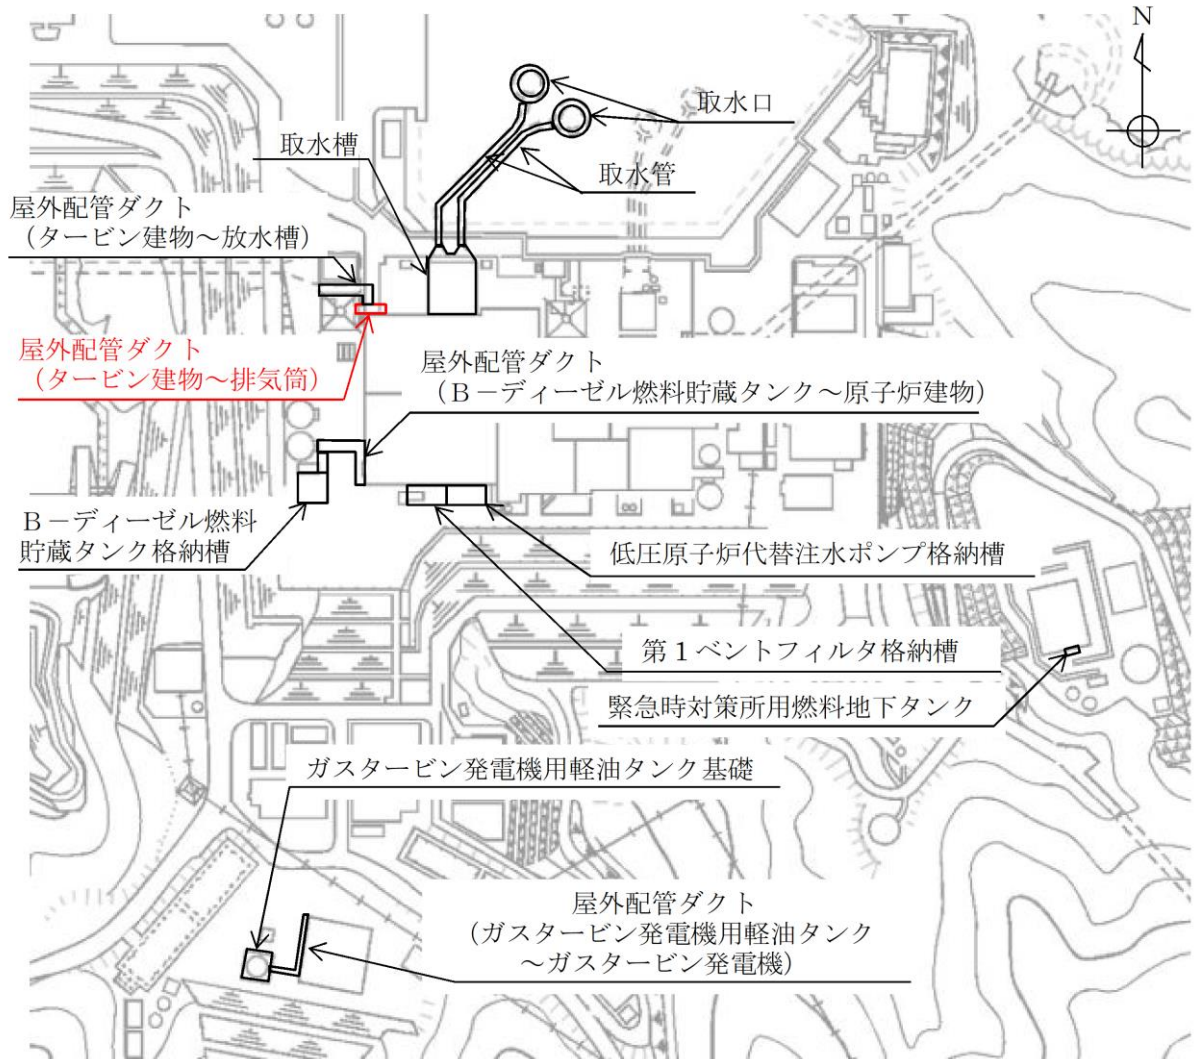 N
取水口
取水槽
取水管
屋外配管ダクト
（タービン建物～放水槽）
屋外配管ダクト
（タービン建物～排気筒）
屋外配管ダクト
（Ｂ－ディーゼル燃料貯蔵タンク～原子炉建物）
Ｂ－ディーゼル燃料
貯蔵タンク格納槽
低圧原子炉代替注水ポンプ格納槽
第１ベントフィルタ格納槽
緊急時対策所用燃料地下タンク
ガスタービン発電機用軽油タンク基礎
屋外配管ダクト
（ガスタービン発電機用軽油タンク
～ガスタービン発電機）